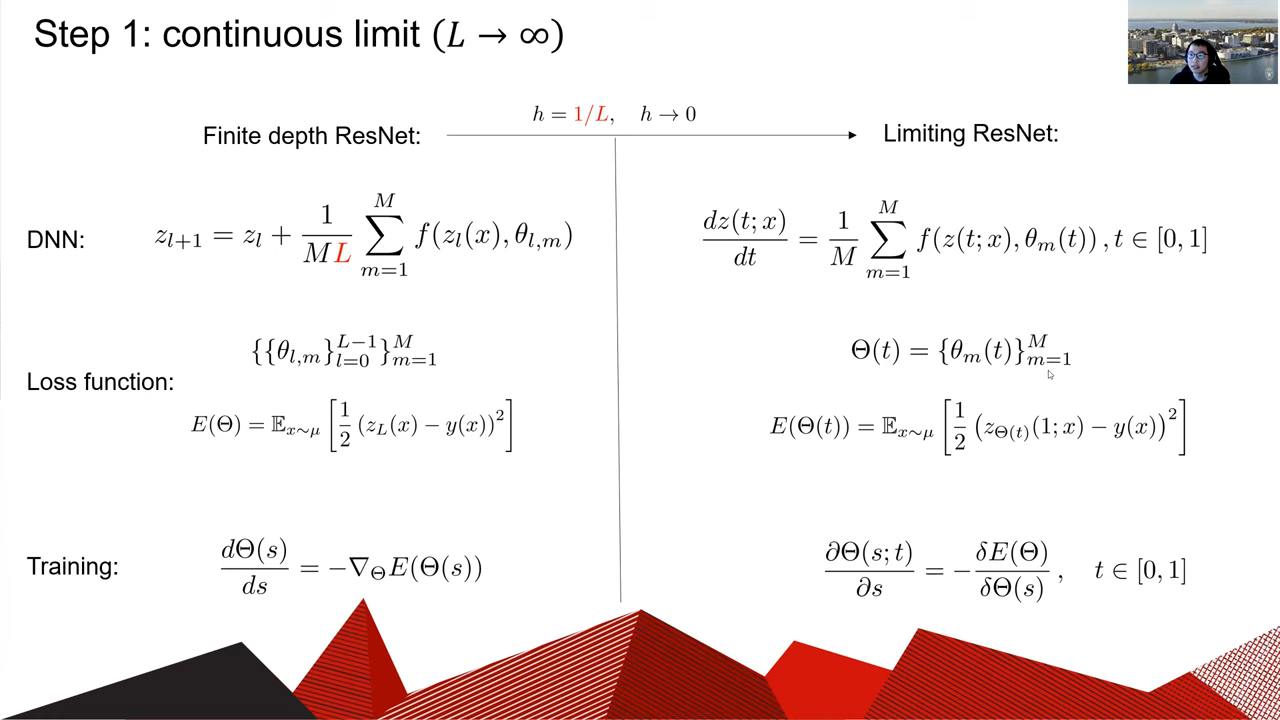 Step 1: continuous limit (L → ∞)
h = 1/L, h → 0
Finite depth ResNet:
Limiting ResNet:
DNN:
z_{l+1} = z_l + \frac{1}{ML} \sum_{m=1}^{M} f(z_l(x), θ_{l,m})
\frac{dz(t; x)}{dt} = \frac{1}{M} \sum_{m=1}^{M} f(z(t; x), θ_m(t)) , t ∈ [0, 1]
Loss function:
{{θ_{l,m}}_{l=0}^{L-1}}_{m=1}^{M}
Θ(t) = {θ_m(t)}_{m=1}^{M}
E(Θ) = 𝔼_{x∼μ} [ \frac{1}{2} (z_L(x) − y(x))^2 ]
E(Θ(t)) = 𝔼_{x∼μ} [ \frac{1}{2} (z_{Θ(t)}(1; x) − y(x))^2 ]
Training:
\frac{dΘ(s)}{ds} = −∇_Θ E(Θ(s))
\frac{∂Θ(s; t)}{∂s} = −\frac{δE(Θ)}{δΘ(s)} , t ∈ [0, 1]